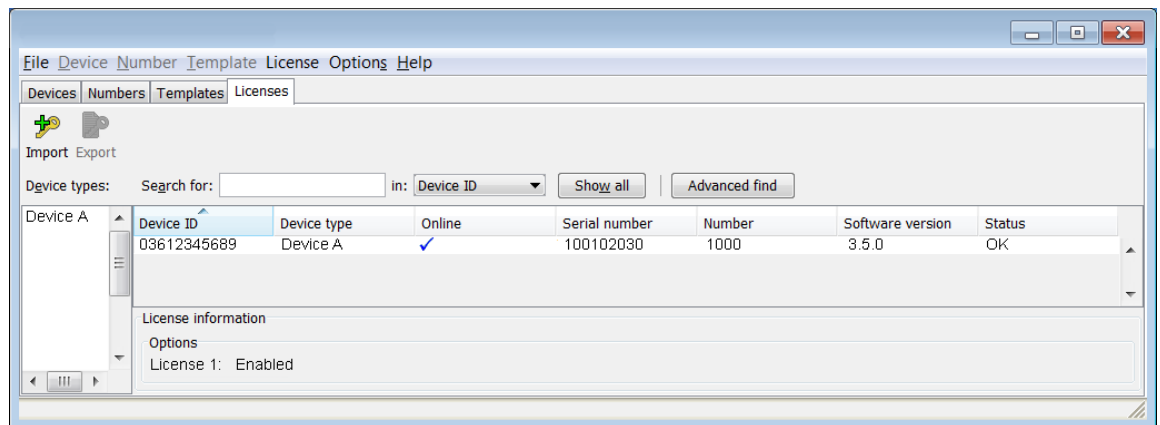 File Device Number Template License Options Help
Devices Numbers Templates Licenses
Import Export
Device types: Search for: in: Device ID Show all Advanced find
Device A
Device ID Device type Online Serial number Number Software version Status
03612345689 Device A ✓ 100102030 1000 3.5.0 OK
License information
Options
License 1: Enabled